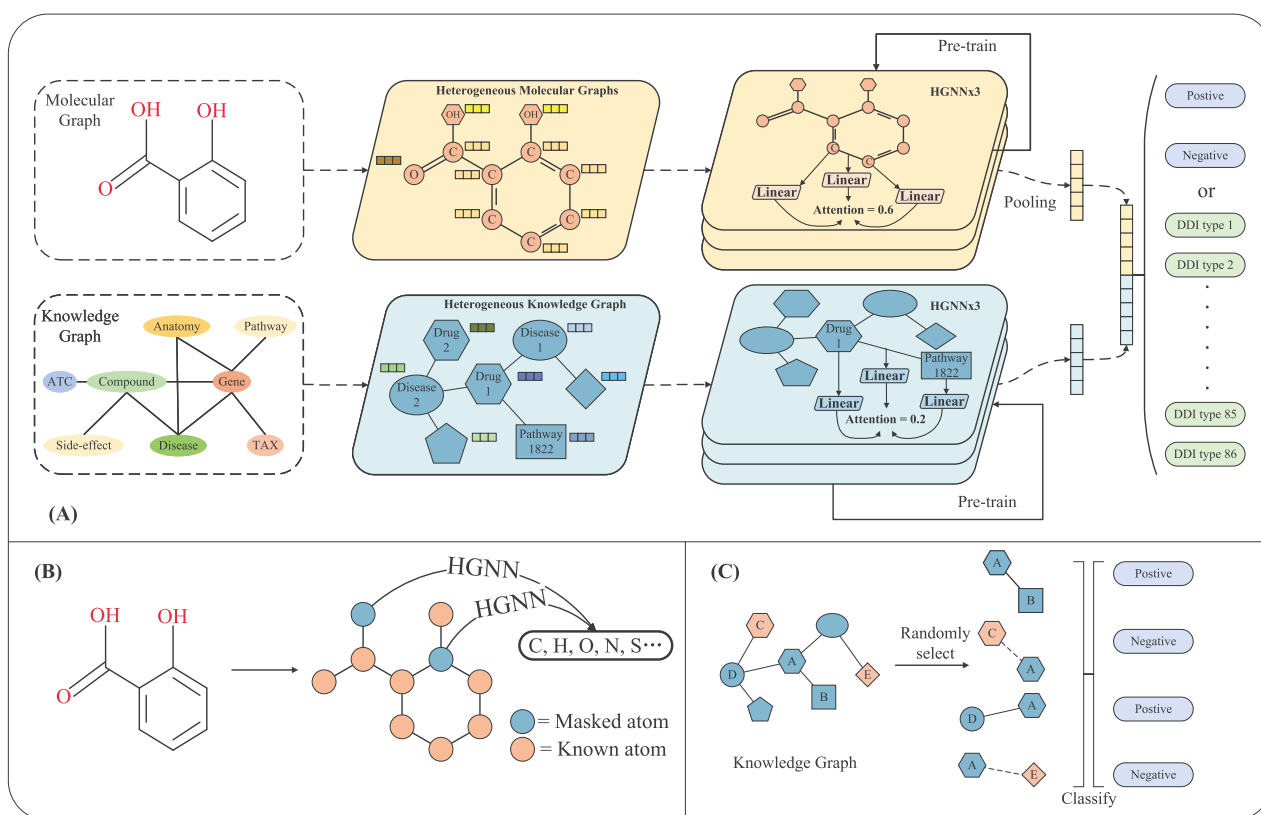 Molecular
Graph
OH
OH
O
Heterogeneous Molecular Graphs
OH
OH
C
C
O
C
C
C
C
C
C
Pre-train
HGNNx3
C
C
Linear
Linear
Linear
Attention = 0.6
Pooling
Postive
Negative
or
DDI type 1
DDI type 2
DDI type 85
DDI type 86
Knowledge
Graph
Anatomy
Pathway
ATC
Compound
Gene
Side-effect
Disease
TAX
Heterogeneous Knowledge Graph
Drug
2
Disease
1
Disease
2
Drug
1
Pathway
1822
HGNNx3
Drug
1
Pathway
1822
Linear
Linear
Linear
Attention = 0.2
Pre-train
(A)
(B)
OH
OH
O
HGNN
HGNN
C, H, O, N, S···
= Masked atom
= Known atom
(C)
C
D
A
B
E
Knowledge Graph
Randomly
select
A
B
C
A
D
A
A
E
Classify
Postive
Negative
Postive
Negative